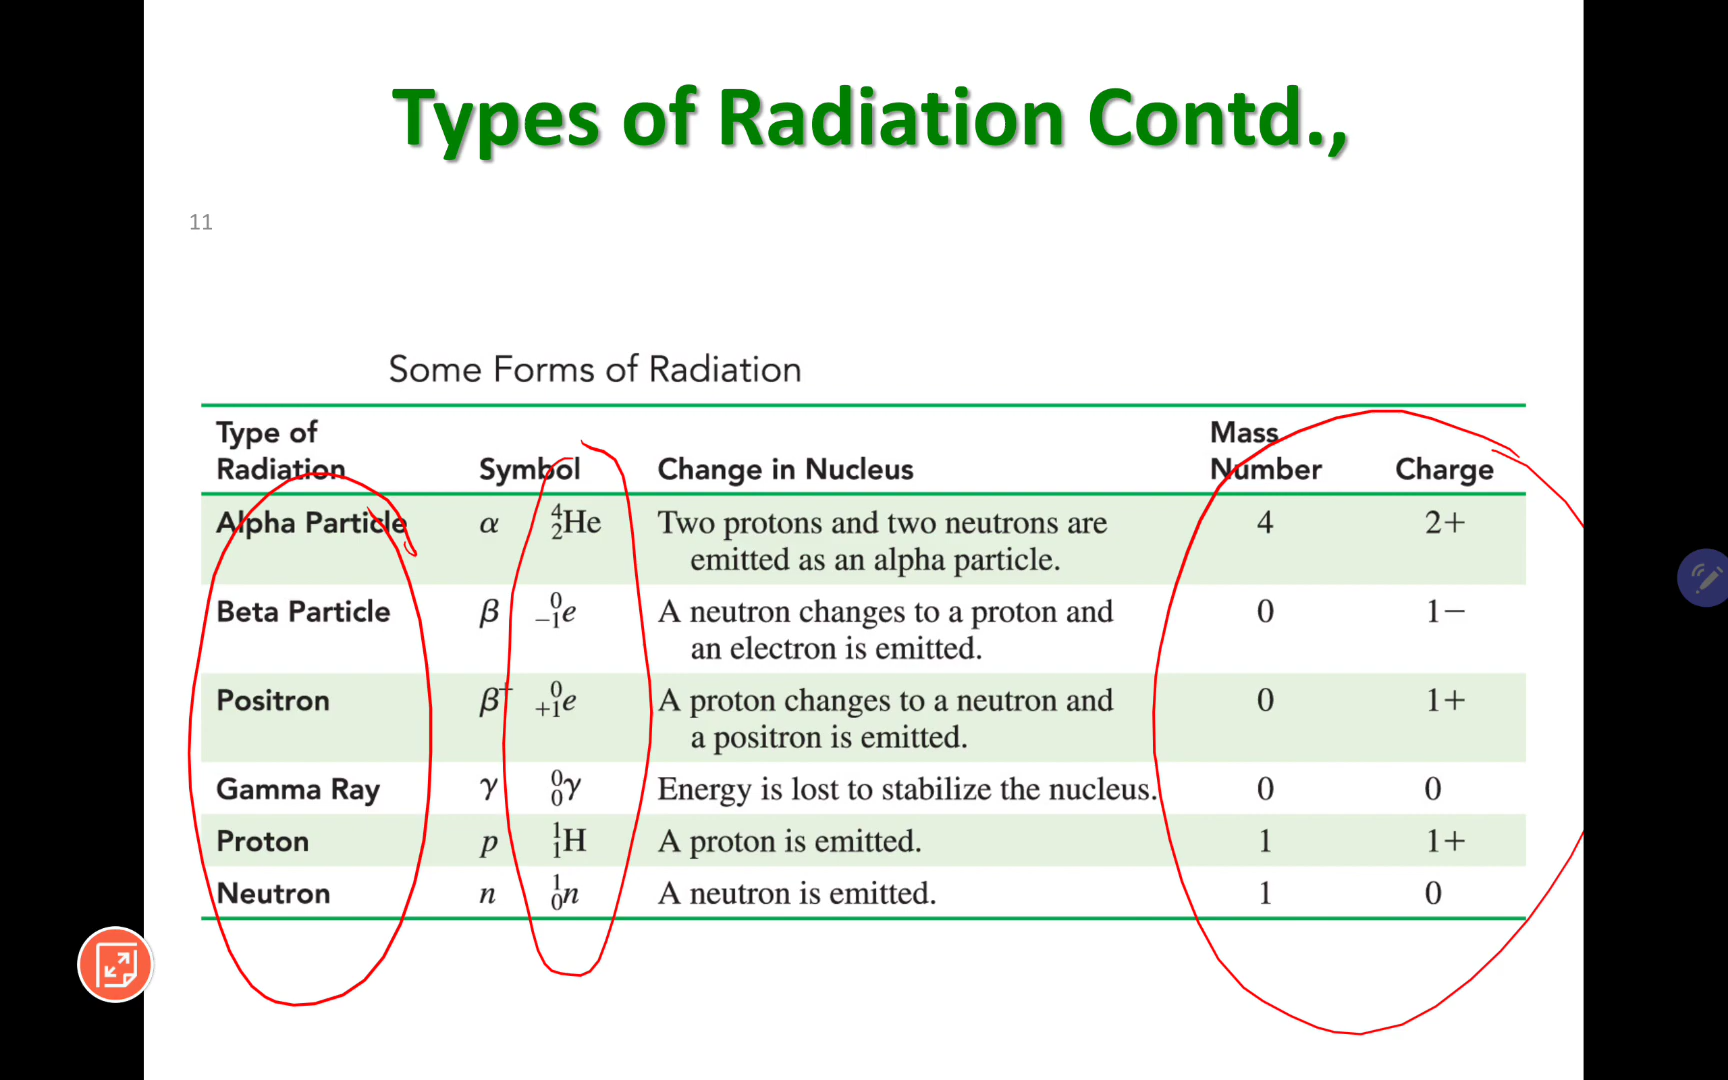 Types of Radiation Contd.,
11
Some Forms of Radiation
Type of Radiation Symbol Change in Nucleus Mass Number Charge
Alpha Particle α ⁴₂He Two protons and two neutrons are 4 2+
emitted as an alpha particle.
Beta Particle β ⁰₋₁e A neutron changes to a proton and 0 1−
an electron is emitted.
Positron β⁺ ⁰₊₁e A proton changes to a neutron and 0 1+
a positron is emitted.
Gamma Ray γ ⁰₀γ Energy is lost to stabilize the nucleus. 0 0
Proton p ¹₁H A proton is emitted. 1 1+
Neutron n ¹₀n A neutron is emitted. 1 0